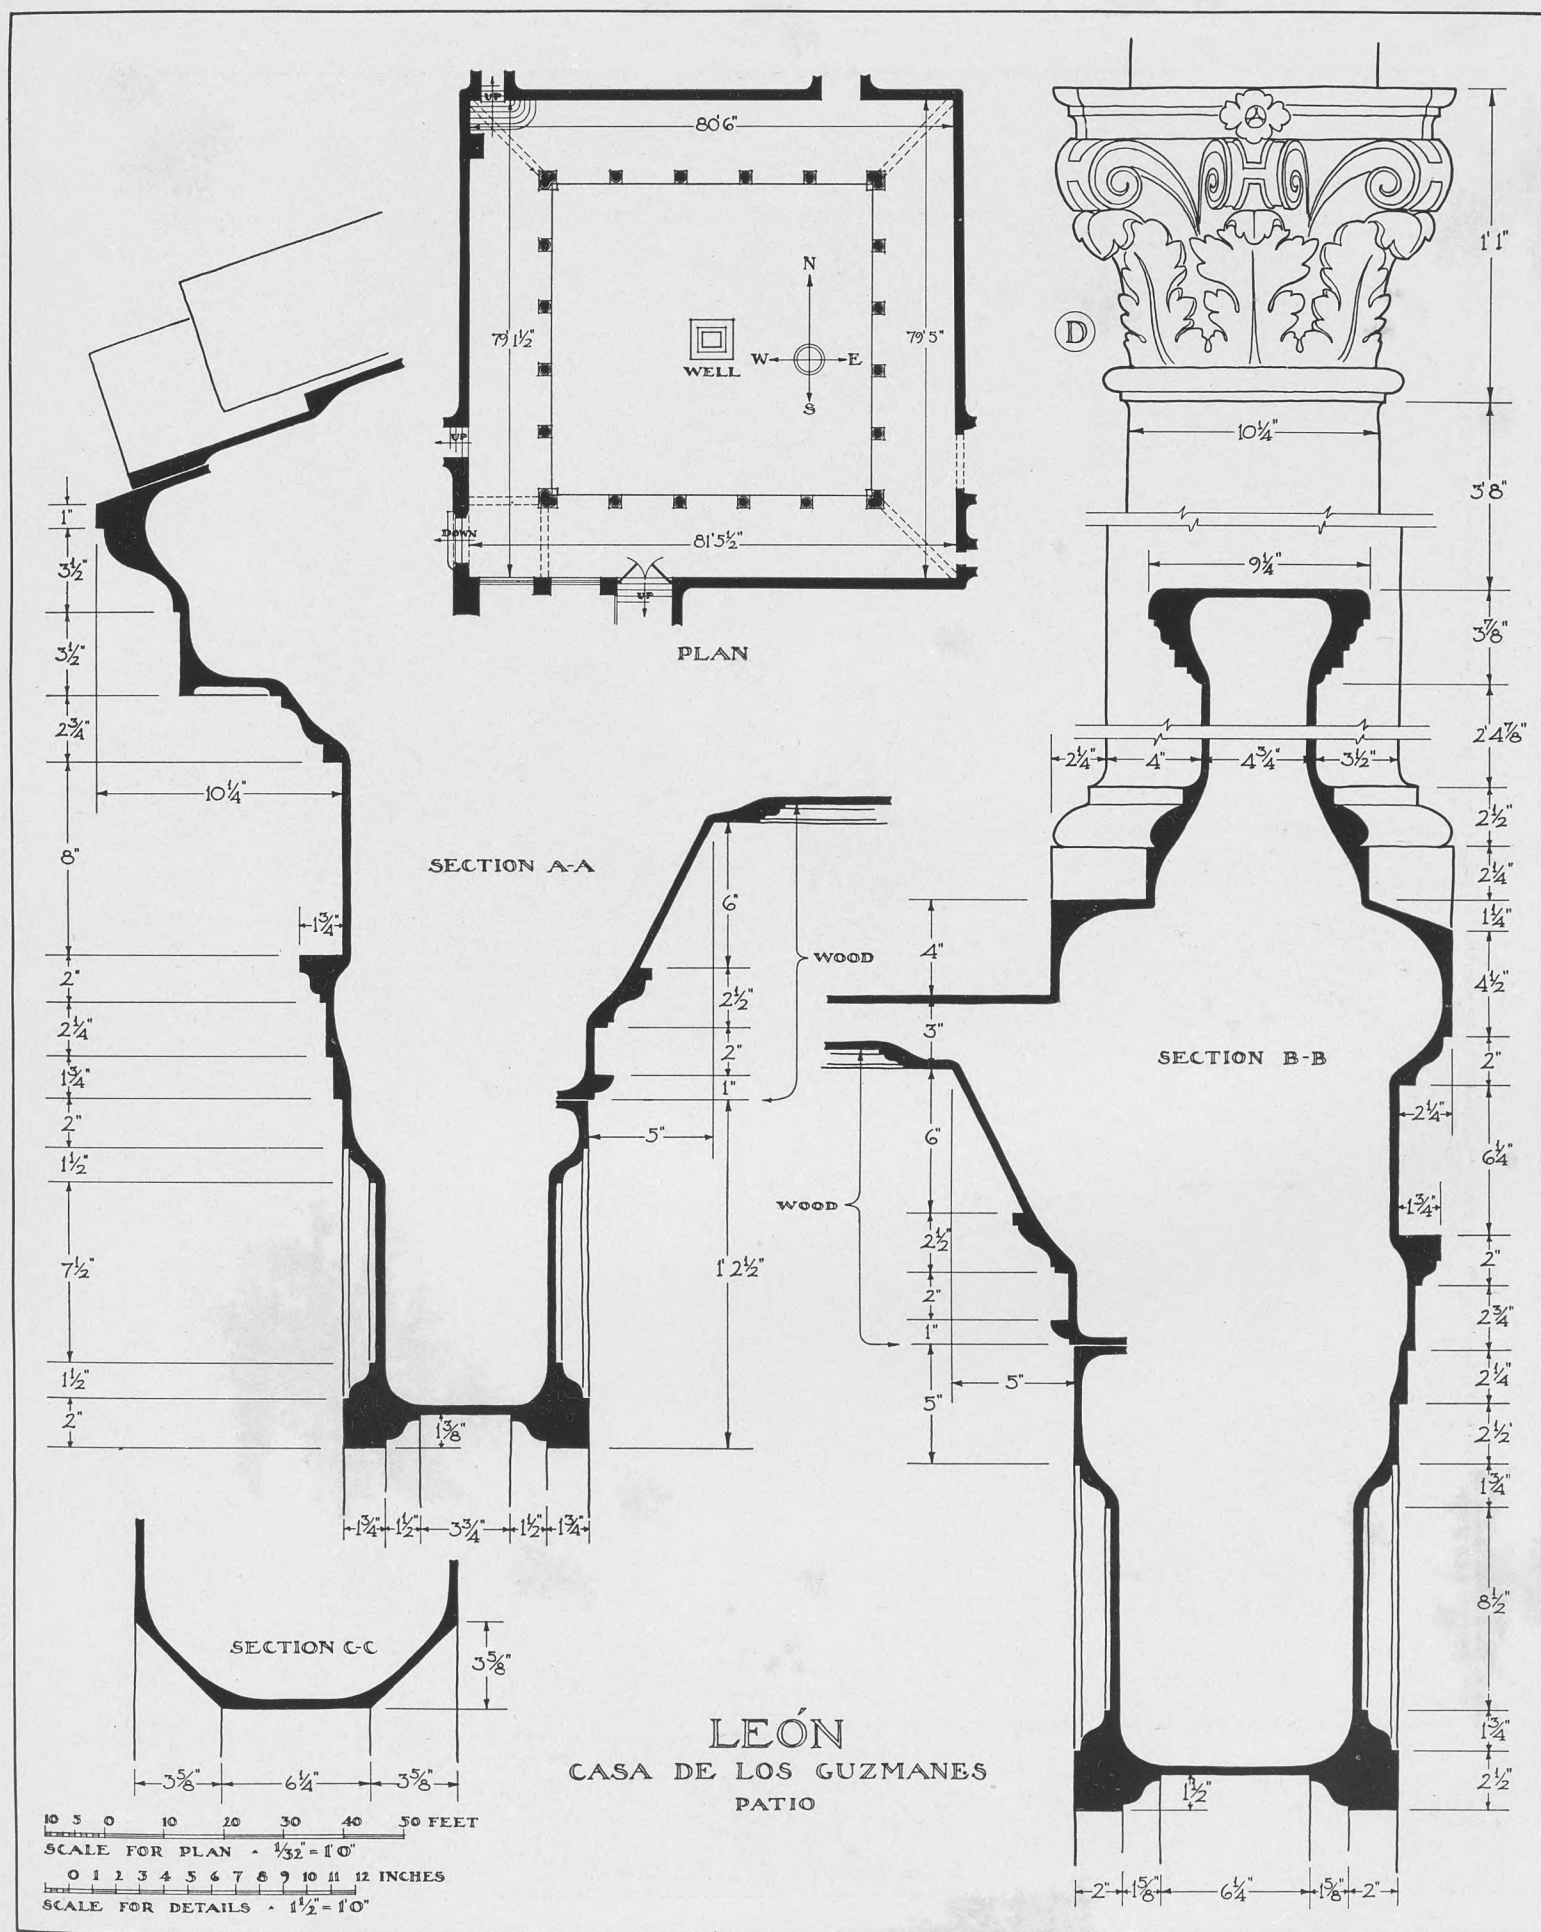 UP
80'6"
79'1½"
79'5"
N
W E
S
WELL
UP
DOWN
81'5½"
UP
PLAN
D
1'1"
10¼"
3'8"
9¼"
3⅞"
2'4⅞"
2¼" 4" 4¾" 3½"
2½"
2¼"
1¼"
4½"
2"
2¼"
6¼"
1¾"
2"
2¾"
2¼"
2½'
1¾"
8½"
1¾"
2½"
1½"
2" 1⅝" 6¼" 1⅝" 2"
SECTION B-B
4"
3"
6"
WOOD
2½"
2"
1"
5"
5"
1"
3½"
3½"
2¾"
10¼"
8"
1¾"
2"
2¼"
1¾"
2"
1½"
7½"
1½"
2"
SECTION A-A
6"
WOOD
2½"
2"
1"
5"
1'2½"
1⅜"
1¾" 1½" 3¾" 1½" 1¾"
SECTION C-C
3⅝"
3⅝" 6¼" 3⅝"
LEÓN
CASA DE LOS GUZMANES
PATIO
10 5 0 10 20 30 40 50 FEET
SCALE FOR PLAN - 1/32" = 1'0"
0 1 2 3 4 5 6 7 8 9 10 11 12 INCHES
SCALE FOR DETAILS - 1½" = 1'0"